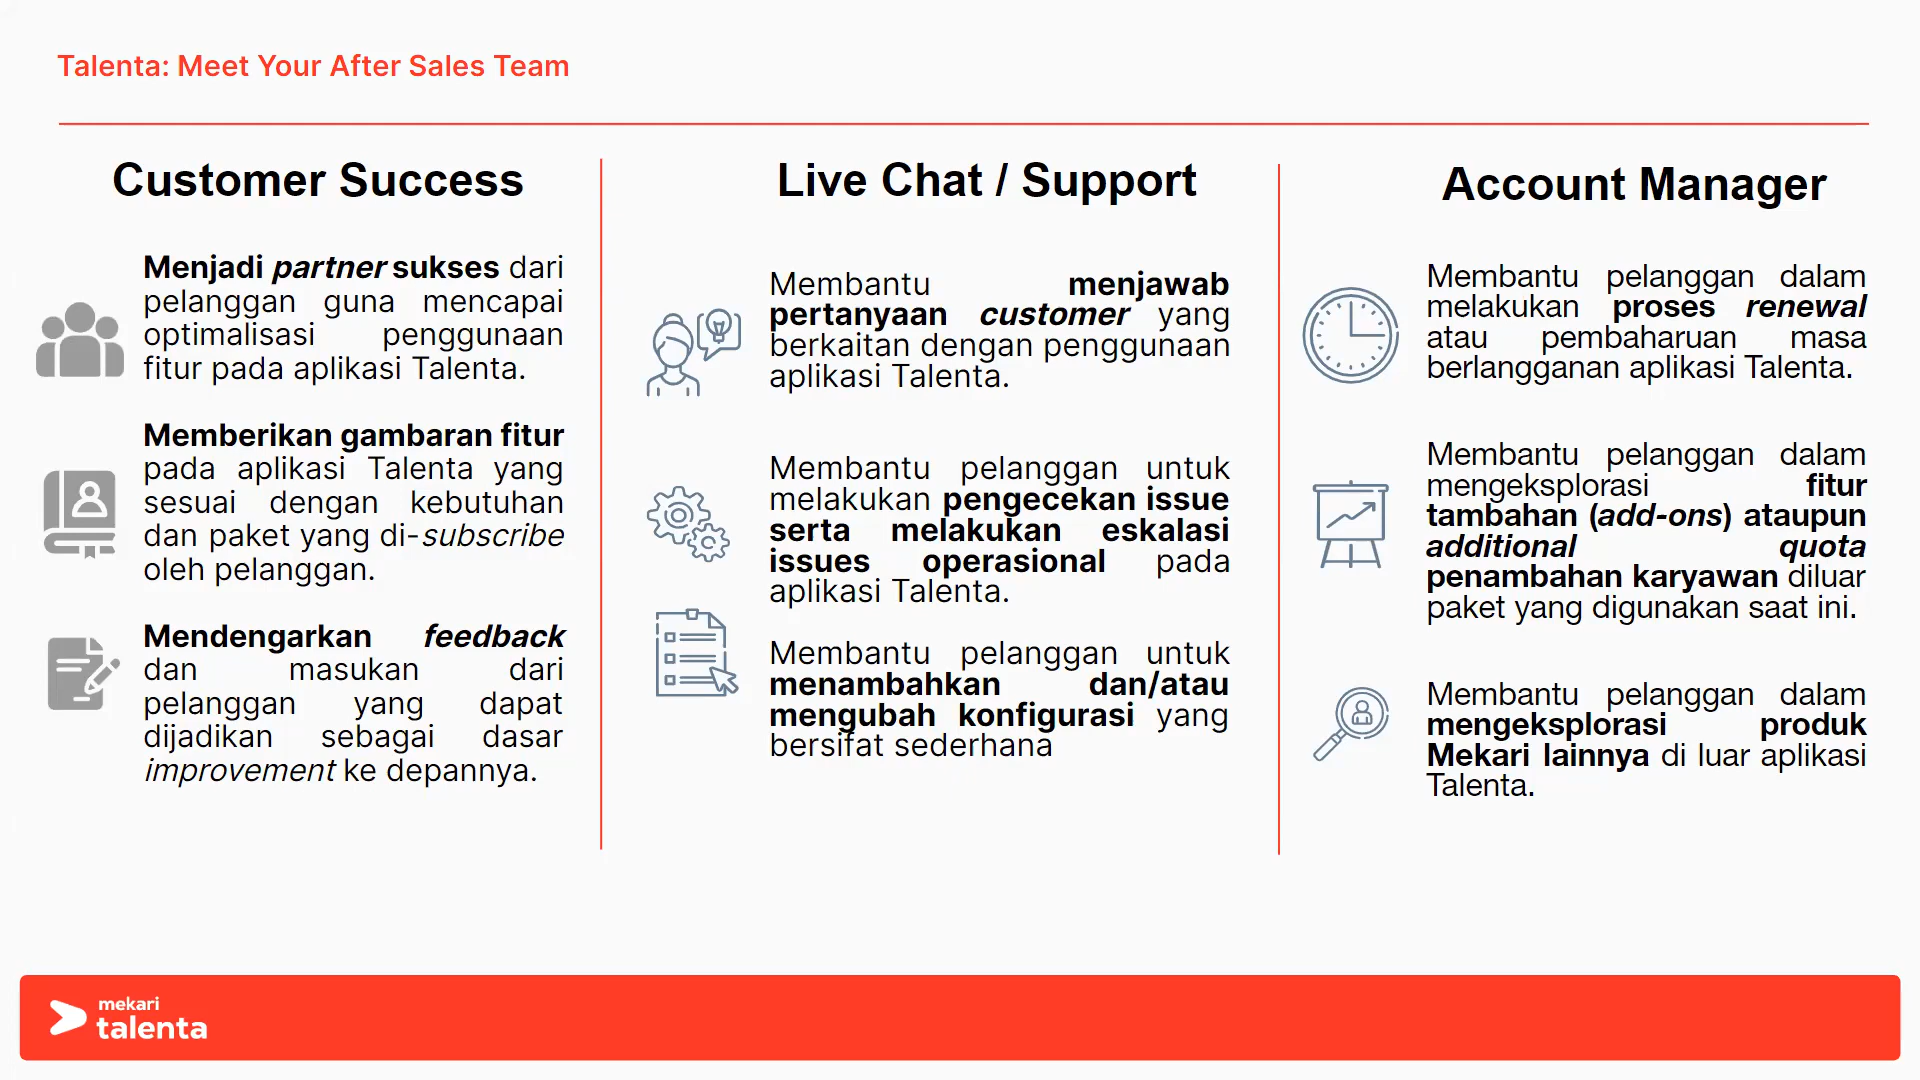 Talenta: Meet Your After Sales Team
Customer Success
Menjadi partner sukses dari
pelanggan guna mencapai
optimalisasi penggunaan
fitur pada aplikasi Talenta.
Memberikan gambaran fitur
pada aplikasi Talenta yang
sesuai dengan kebutuhan
dan paket yang di-subscribe
oleh pelanggan.
Mendengarkan feedback
dan masukan dari
pelanggan yang dapat
dijadikan sebagai dasar
improvement ke depannya.
Live Chat / Support
Membantu menjawab
pertanyaan customer yang
berkaitan dengan penggunaan
aplikasi Talenta.
Membantu pelanggan untuk
melakukan pengecekan issue
serta melakukan eskalasi
issues operasional pada
aplikasi Talenta.
Membantu pelanggan untuk
menambahkan dan/atau
mengubah konfigurasi yang
bersifat sederhana
Account Manager
Membantu pelanggan dalam
melakukan proses renewal
atau pembaharuan masa
berlangganan aplikasi Talenta.
Membantu pelanggan dalam
mengeksplorasi fitur
tambahan (add-ons) ataupun
additional quota
penambahan karyawan diluar
paket yang digunakan saat ini.
Membantu pelanggan dalam
mengeksplorasi produk
Mekari lainnya di luar aplikasi
Talenta.
mekari
talenta